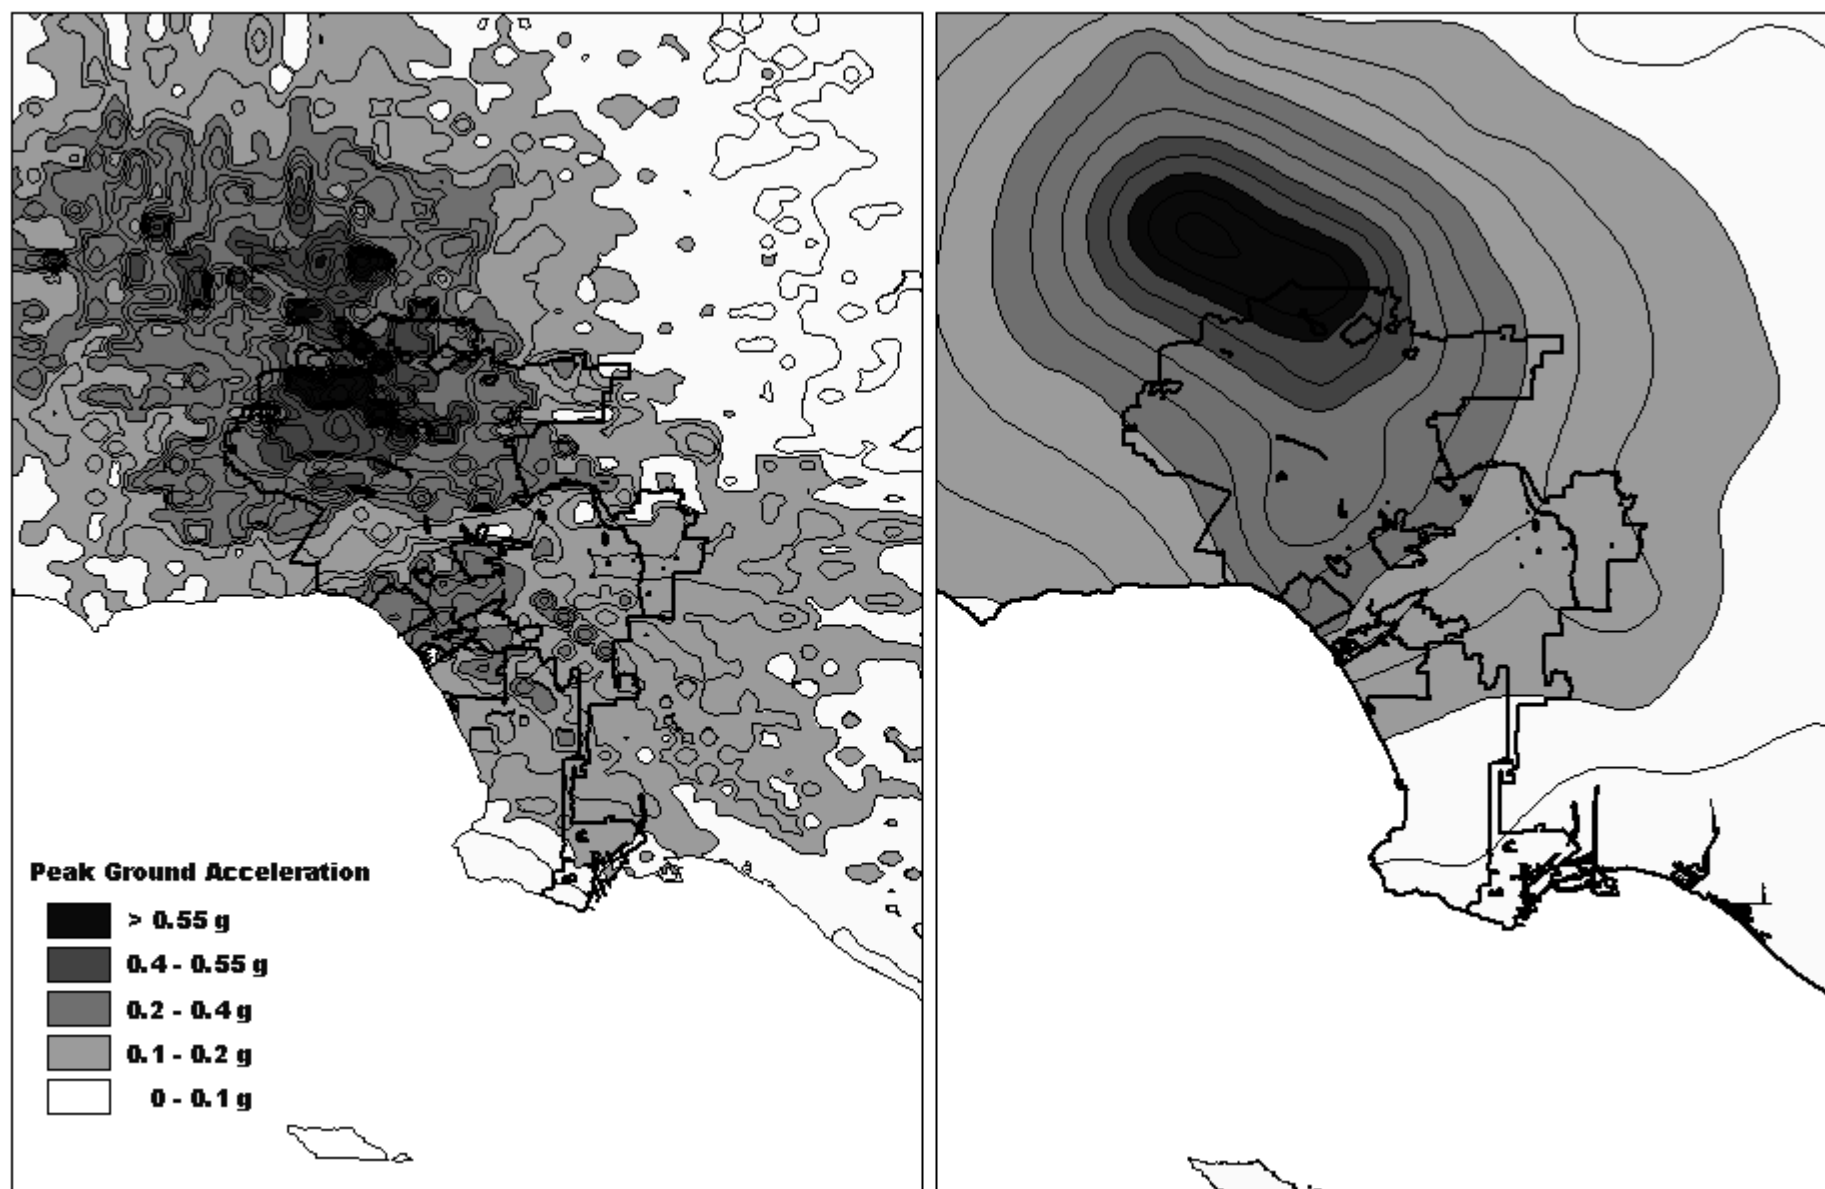 Peak Ground Acceleration
> 0.55 g
0.4 - 0.55 g
0.2 - 0.4 g
0.1 - 0.2 g
0 - 0.1 g